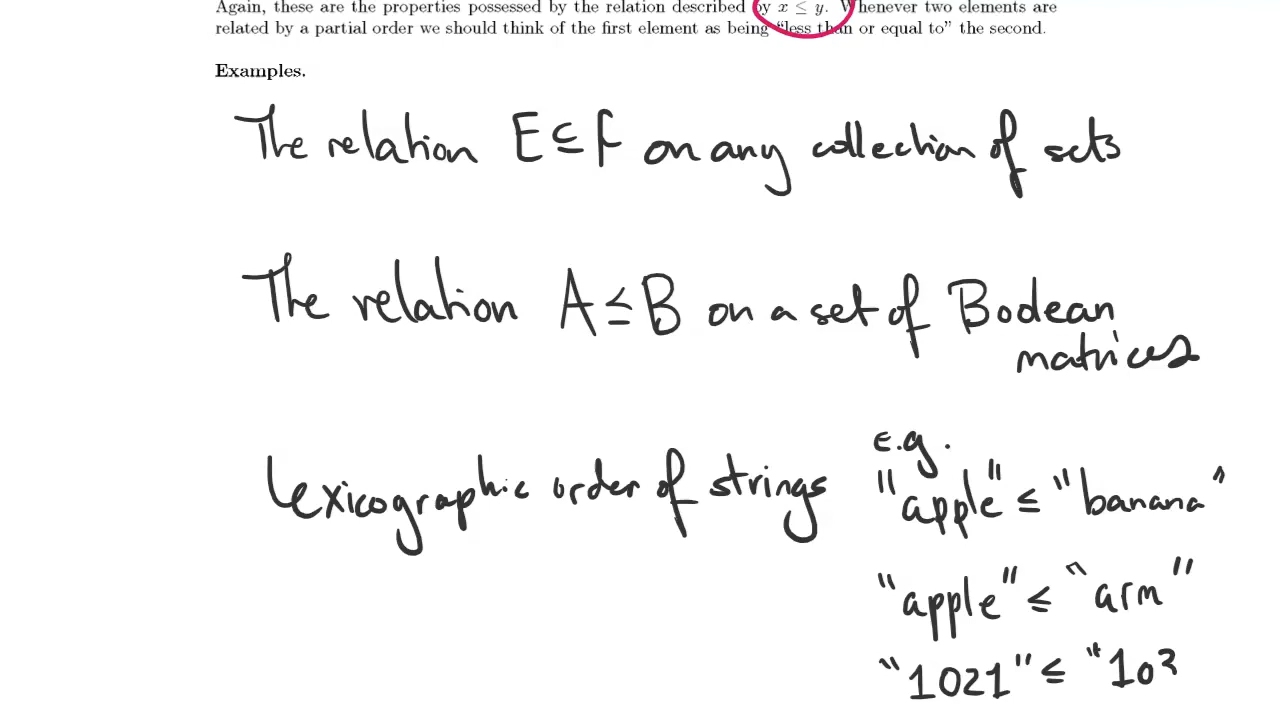 Again, these are the properties possessed by the relation described by x ≤ y. Whenever two elements are
related by a partial order we should think of the first element as being “less than or equal to” the second.
Examples.
The relation E ⊆ F on any collection of sets
The relation A ≤ B on a set of Boolean
matrices
Lexicographic order of strings
E.g.
"apple" ≤ "banana"
"apple" ≤ "arm"
"1021" ≤ "103